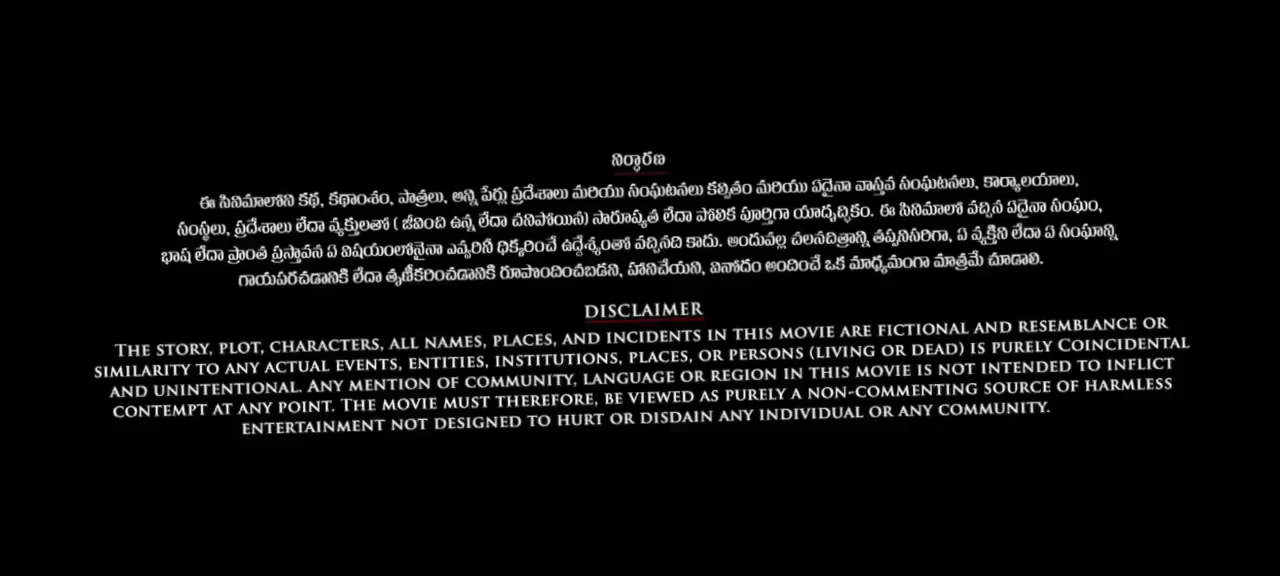 నిర్ధారణ
ఈ సినిమాలోని కథ, కథాంశం, పాత్రలు, అన్ని పేర్లు ప్రదేశాలు మరియు సంఘటనలు కల్పితం మరియు ఏదైనా వాస్తవ సంఘటనలు, కార్యాలయాలు,
సంస్థలు, ప్రదేశాలు లేదా వ్యక్తులతో ( జీవించి ఉన్న లేదా చనిపోయిన) సారూప్యత లేదా పోలిక పూర్తిగా యాదృచ్ఛికం. ఈ సినిమాలో వచ్చిన ఏదైనా సంఘం,
భాష లేదా ప్రాంత ప్రస్తావన ఏ విషయంలోనైనా ఎవ్వరినీ ధిక్కరించే ఉద్దేశ్యంతో వచ్చినది కాదు. అందువల్ల చలనచిత్రాన్ని తప్పనిసరిగా, ఏ వ్యక్తిని లేదా ఏ సంఘాన్ని
గాయపరచడానికి లేదా తృణీకరించడానికి రూపొందించబడని, హానిచేయని, వినోదం అందించే ఒక మాధ్యమంగా మాత్రమే చూడాలి.
DISCLAIMER
THE STORY, PLOT, CHARACTERS, ALL NAMES, PLACES, AND INCIDENTS IN THIS MOVIE ARE FICTIONAL AND RESEMBLANCE OR
SIMILARITY TO ANY ACTUAL EVENTS, ENTITIES, INSTITUTIONS, PLACES, OR PERSONS (LIVING OR DEAD) IS PURELY COINCIDENTAL
AND UNINTENTIONAL. ANY MENTION OF COMMUNITY, LANGUAGE OR REGION IN THIS MOVIE IS NOT INTENDED TO INFLICT
CONTEMPT AT ANY POINT. THE MOVIE MUST THEREFORE, BE VIEWED AS PURELY A NON-COMMENTING SOURCE OF HARMLESS
ENTERTAINMENT NOT DESIGNED TO HURT OR DISDAIN ANY INDIVIDUAL OR ANY COMMUNITY.